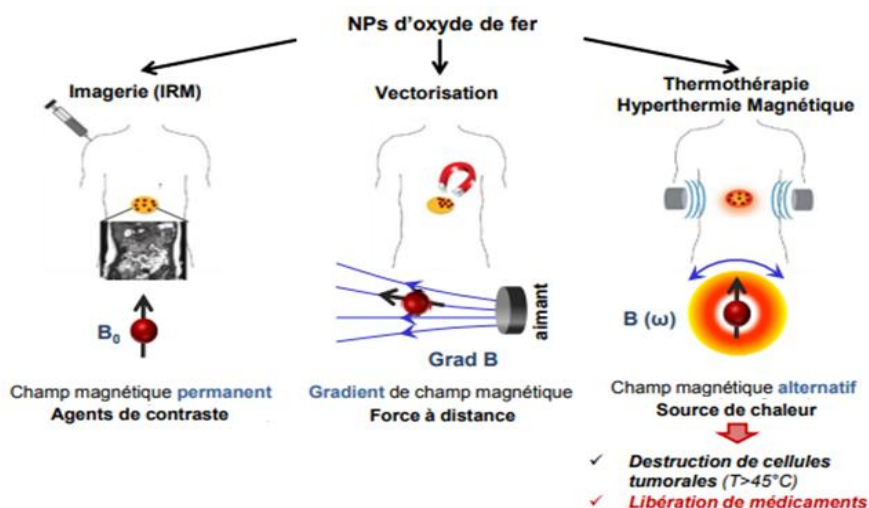 NPs d'oxyde de fer
Imagerie (IRM)
Vectorisation
Thermothérapie
Hyperthermie Magnétique
B₀
Grad B
aimant
B (ω)
Champ magnétique permanent
Agents de contraste
Gradient de champ magnétique
Force à distance
Champ magnétique alternatif
Source de chaleur
✓ Destruction de cellules
tumorales (T>45°C)
✓ Libération de médicaments